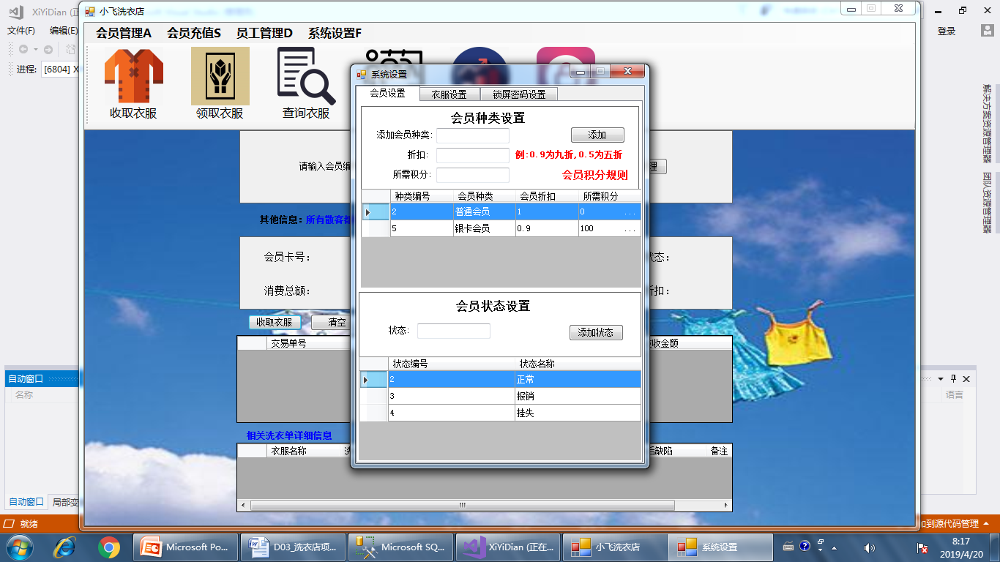 XiYiDian (正
小飞洗衣店
文件(F) 编辑(E)
登录
会员管理A 会员充值S 员工管理D 系统设置F
进程: [6804] X
收取衣服 领取衣服 查询衣服
解决方案资源管理器
团队资源管理器
系统设置
会员设置 衣服设置 锁屏密码设置
会员种类设置
添加会员种类: 添加
折扣: 例:0.9为九折,0.5为五折
所需积分: 会员积分规则
种类编号 会员种类 会员折扣 所需积分
2 普通会员 1 0 ...
5 银卡会员 0.9 100 ...
会员状态设置
状态: 添加状态
状态编号 状态名称
2 正常
3 报销
4 挂失
请输入会员编
理
其他信息: 所有散客都
会员卡号: 状态:
消费总额: 折扣:
收取衣服 清空
交易单号 收金额
相关洗衣单详细信息
衣服名称 洗 后缺陷 备注
自动窗口
名称 语言
自动窗口 局部变
就绪 加到源代码管理
Microsoft Po... D03_洗衣店项... Microsoft SQ... XiYiDian (正在... 小飞洗衣店 系统设置
8:17
2019/4/20